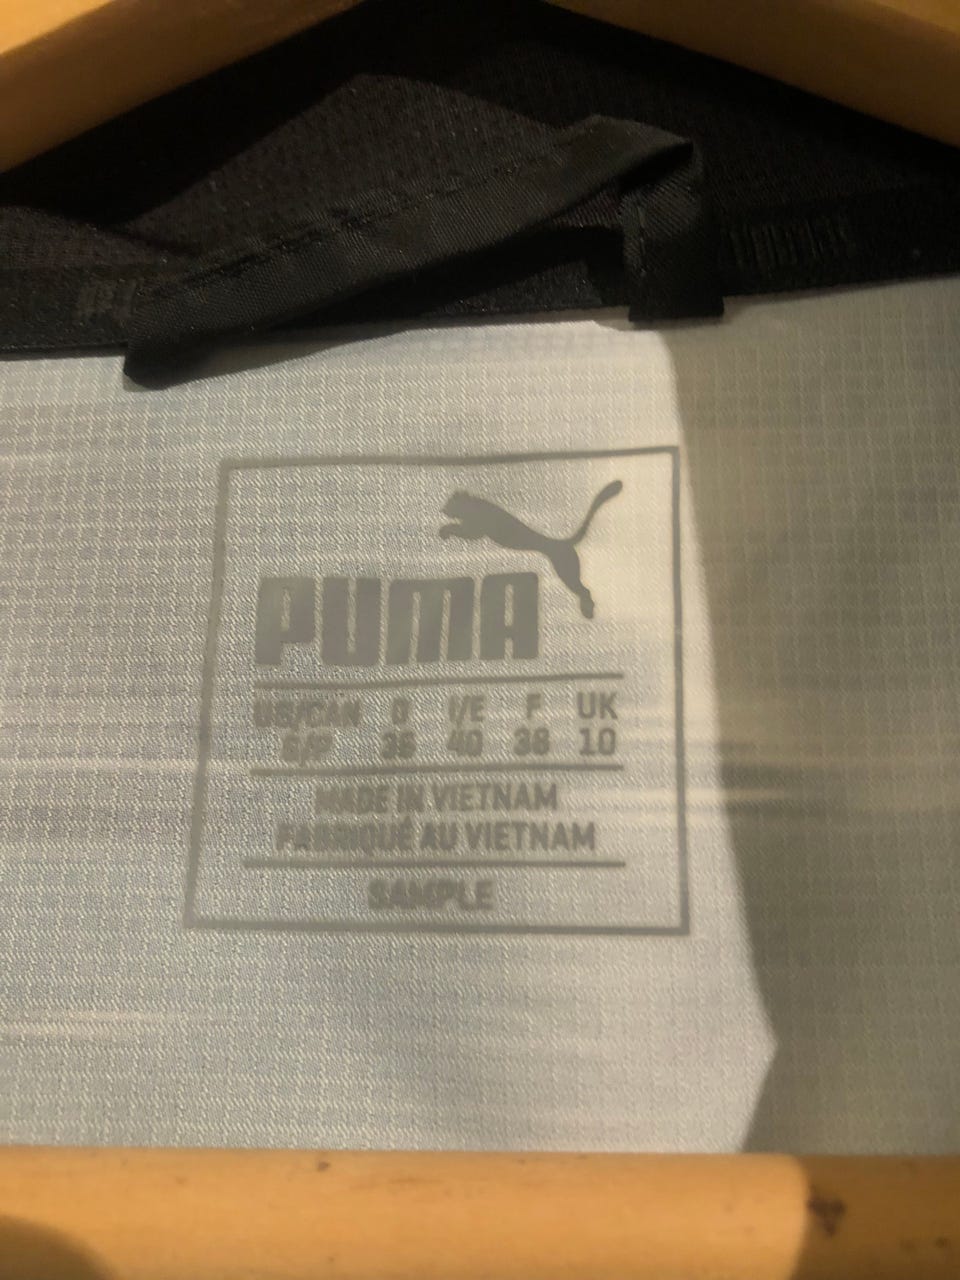 PUMA
US/CAN D I/E F UK
S/P 36 40 38 10
MADE IN VIETNAM
FABRIQUÉ AU VIETNAM
SAMPLE